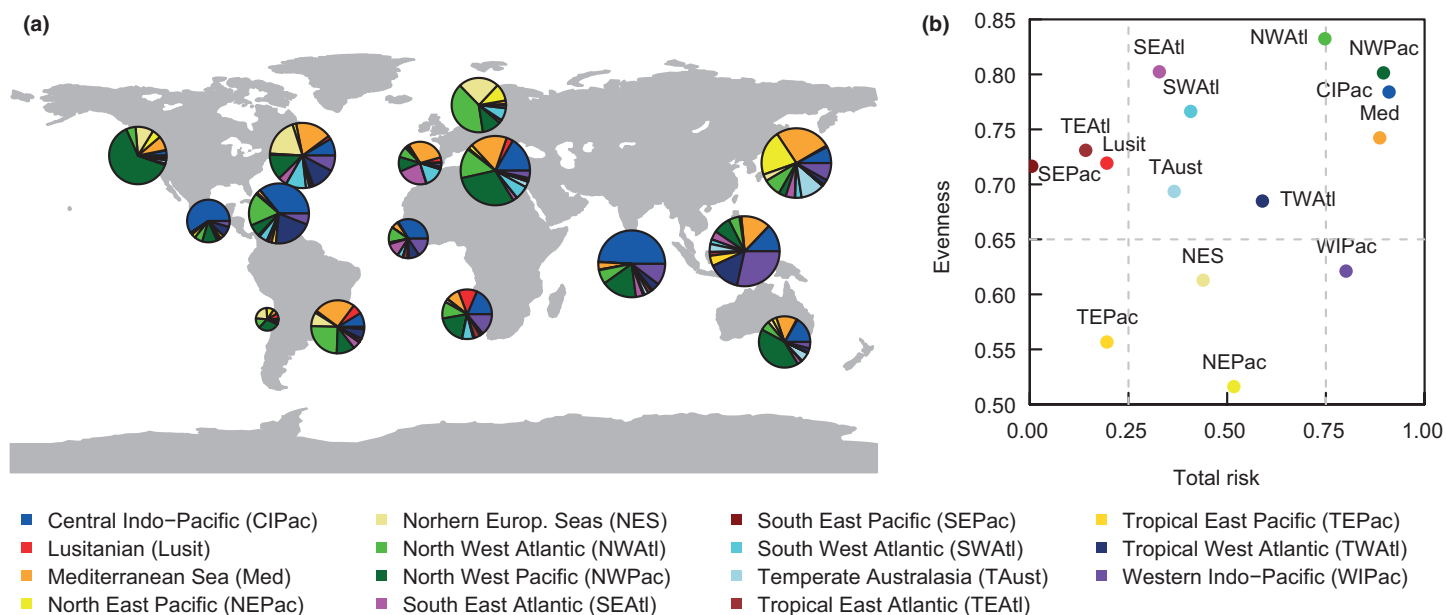 (a)
(b)
Evenness
0.85
0.80
0.75
0.70
0.65
0.60
0.55
0.50
NWAtl
SEAtl
NWPac
SWAtl
CIPac
Med
TEAtl
Lusit
SEPac
TAust
TWAtl
NES
WIPac
TEPac
NEPac
0.00 0.25 0.50 0.75 1.00
Total risk
Central Indo−Pacific (CIPac)
Lusitanian (Lusit)
Mediterranean Sea (Med)
North East Pacific (NEPac)
Norhern Europ. Seas (NES)
North West Atlantic (NWAtl)
North West Pacific (NWPac)
South East Atlantic (SEAtl)
South East Pacific (SEPac)
South West Atlantic (SWAtl)
Temperate Australasia (TAust)
Tropical East Atlantic (TEAtl)
Tropical East Pacific (TEPac)
Tropical West Atlantic (TWAtl)
Western Indo−Pacific (WIPac)